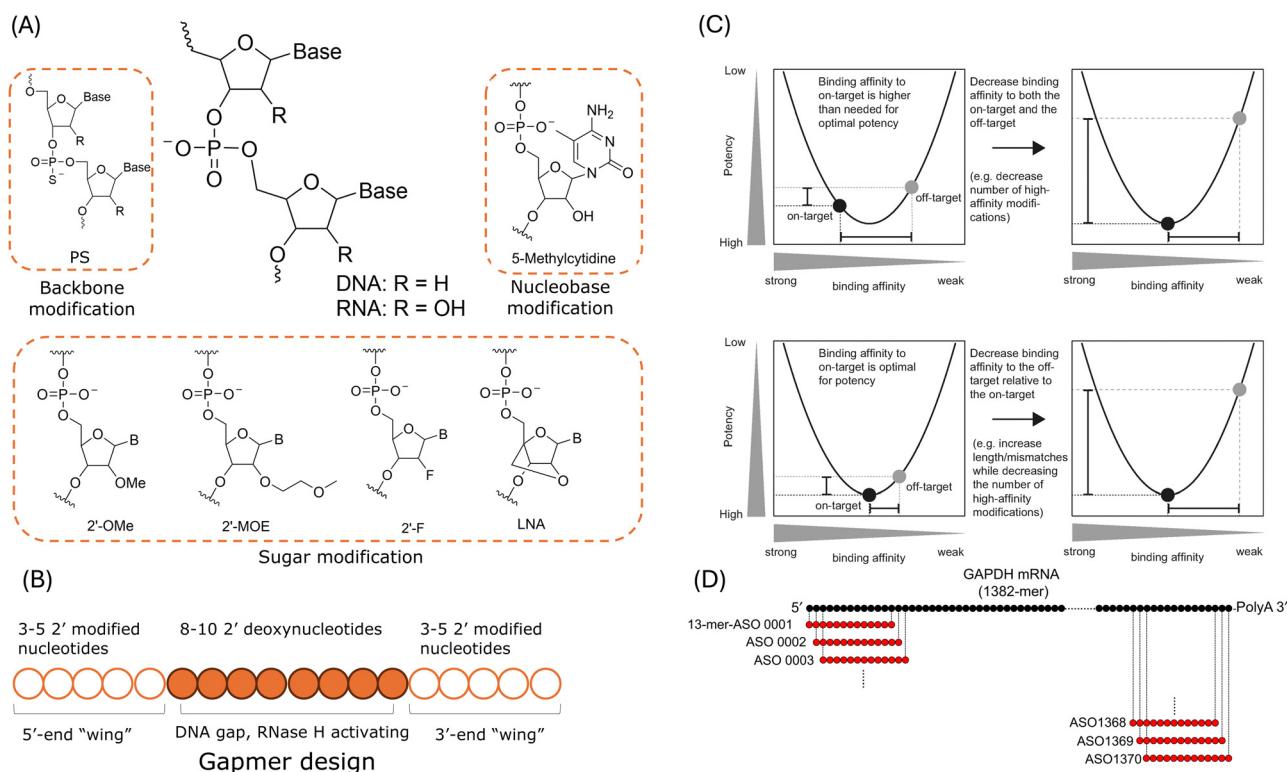 (A)
Base
R
O
P
O⁻
O
O
O
Base
O
R
DNA: R = H
RNA: R = OH
O
O
Base
O
R
O=P-O
S⁻
O
Base
O
R
PS
Backbone
modification
O
O=P-O⁻
O
NH₂
N
N
O
O
O
OH
5-Methylcytidine
Nucleobase
modification
O
O=P-O⁻
O
O
B
O
OMe
2'-OMe
O
O=P-O⁻
O
O
B
O
O
O
2'-MOE
O
O=P-O⁻
O
O
B
O
F
2'-F
O
O=P-O⁻
O
O
B
O
O
LNA
Sugar modification
(B)
3-5 2′ modified
nucleotides
8-10 2′ deoxynucleotides
3-5 2′ modified
nucleotides
5′-end “wing”
DNA gap, RNase H activating
3′-end “wing”
Gapmer design
(C)
Low
Potency
High
Binding affinity to
on-target is higher
than needed for
optimal potency
on-target
off-target
strong
binding affinity
weak
Decrease binding
affinity to both the
on-target and the
off-target
(e.g. decrease
number of high-
affinity modifi-
cations)
strong
binding affinity
weak
Low
Potency
High
Binding affinity to
on-target is optimal
for potency
on-target
off-target
strong
binding affinity
weak
Decrease binding
affinity to the off-
target relative to
the on-target
(e.g. increase
length/mismatches
while decreasing
the number of
high-affinity
modifications)
strong
binding affinity
weak
(D)
GAPDH mRNA
(1382-mer)
5′
PolyA 3′
13-mer-ASO 0001
ASO 0002
ASO 0003
ASO1368
ASO1369
ASO1370